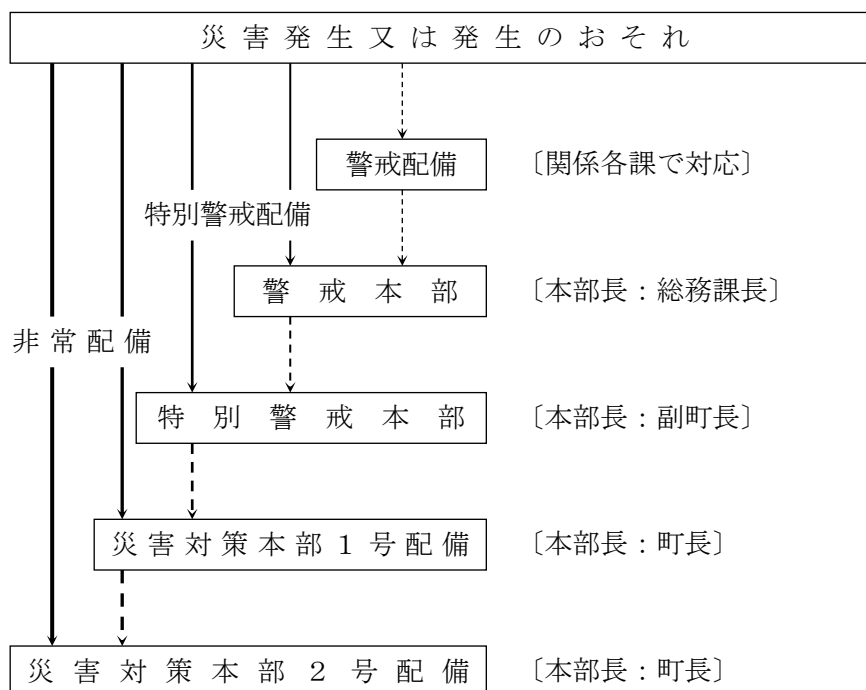 災害発生又は発生のおそれ
警戒配備 〔関係各課で対応〕
特別警戒配備
警戒本部 〔本部長：総務課長〕
非常配備
特別警戒本部 〔本部長：副町長〕
災害対策本部１号配備 〔本部長：町長〕
災害対策本部２号配備 〔本部長：町長〕